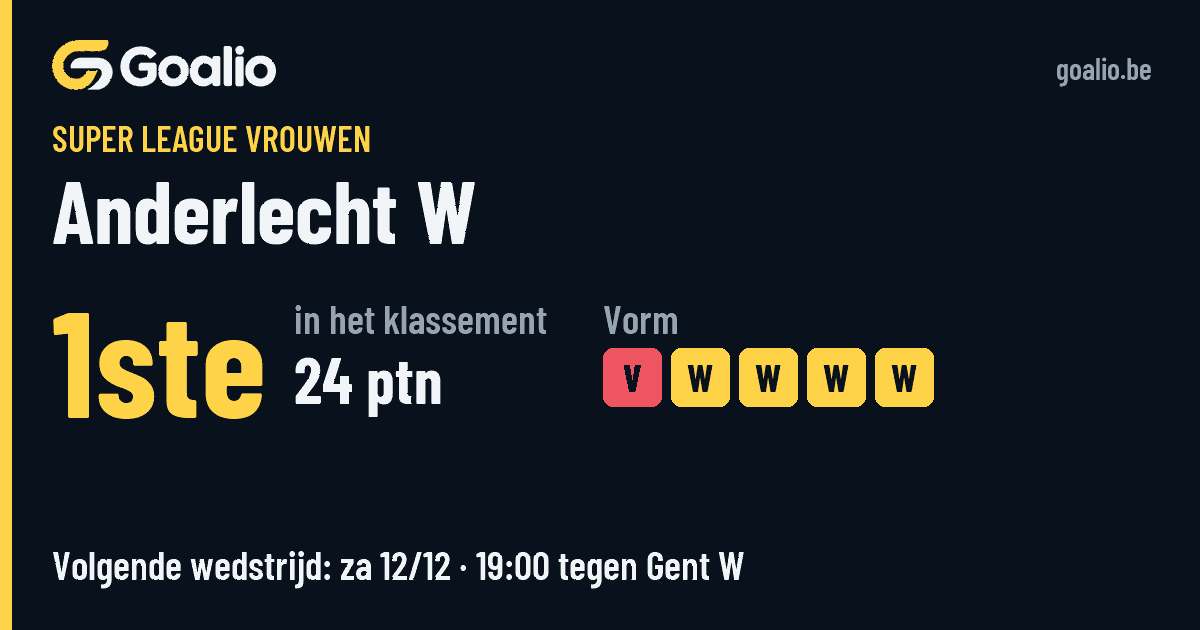 Goalio
goalio.be
SUPER LEAGUE VROUWEN
Anderlecht W
1ste
in het klassement
24 ptn
Vorm
V W W W W
Volgende wedstrijd: za 12/12 · 19:00 tegen Gent W